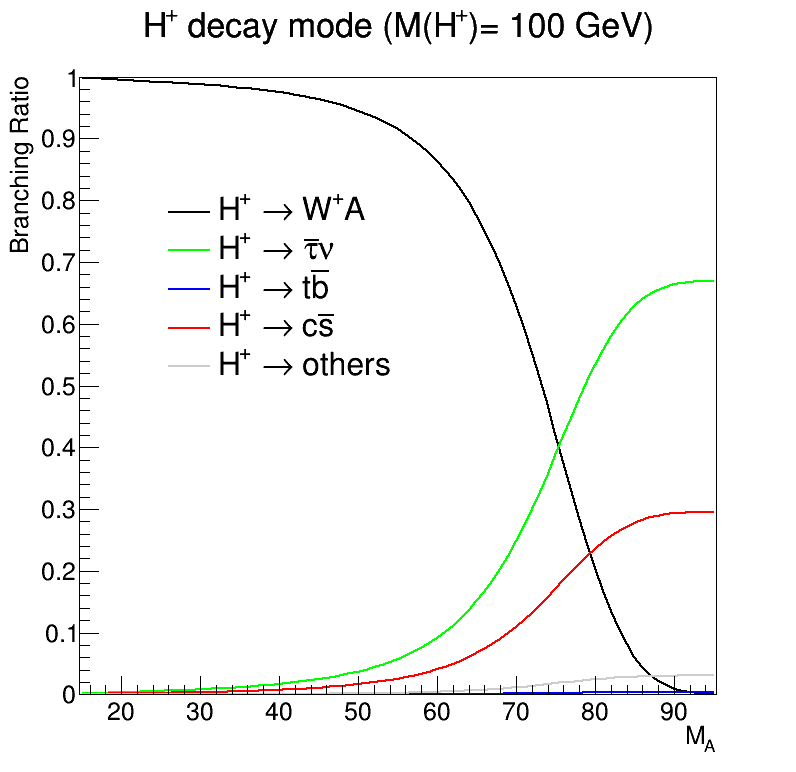 H⁺ decay mode (M(H⁺)= 100 GeV)
Branching Ratio
1
0.9
0.8
0.7
0.6
0.5
0.4
0.3
0.2
0.1
0
H⁺ → W⁺A
H⁺ → τ̅ν
H⁺ → tb̅
H⁺ → cs̅
H⁺ → others
20 30 40 50 60 70 80 90
M_A